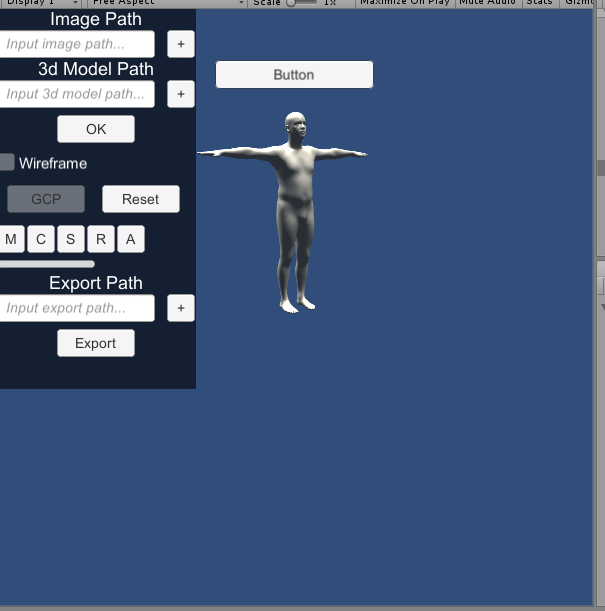 Display 1 Free Aspect Scale 1x Maximize On Play Mute Audio Stats Gizmo
Image Path
Input image path... +
3d Model Path
Input 3d model path... +
Button
OK
Wireframe
GCP Reset
M C S R A
Export Path
Input export path... +
Export